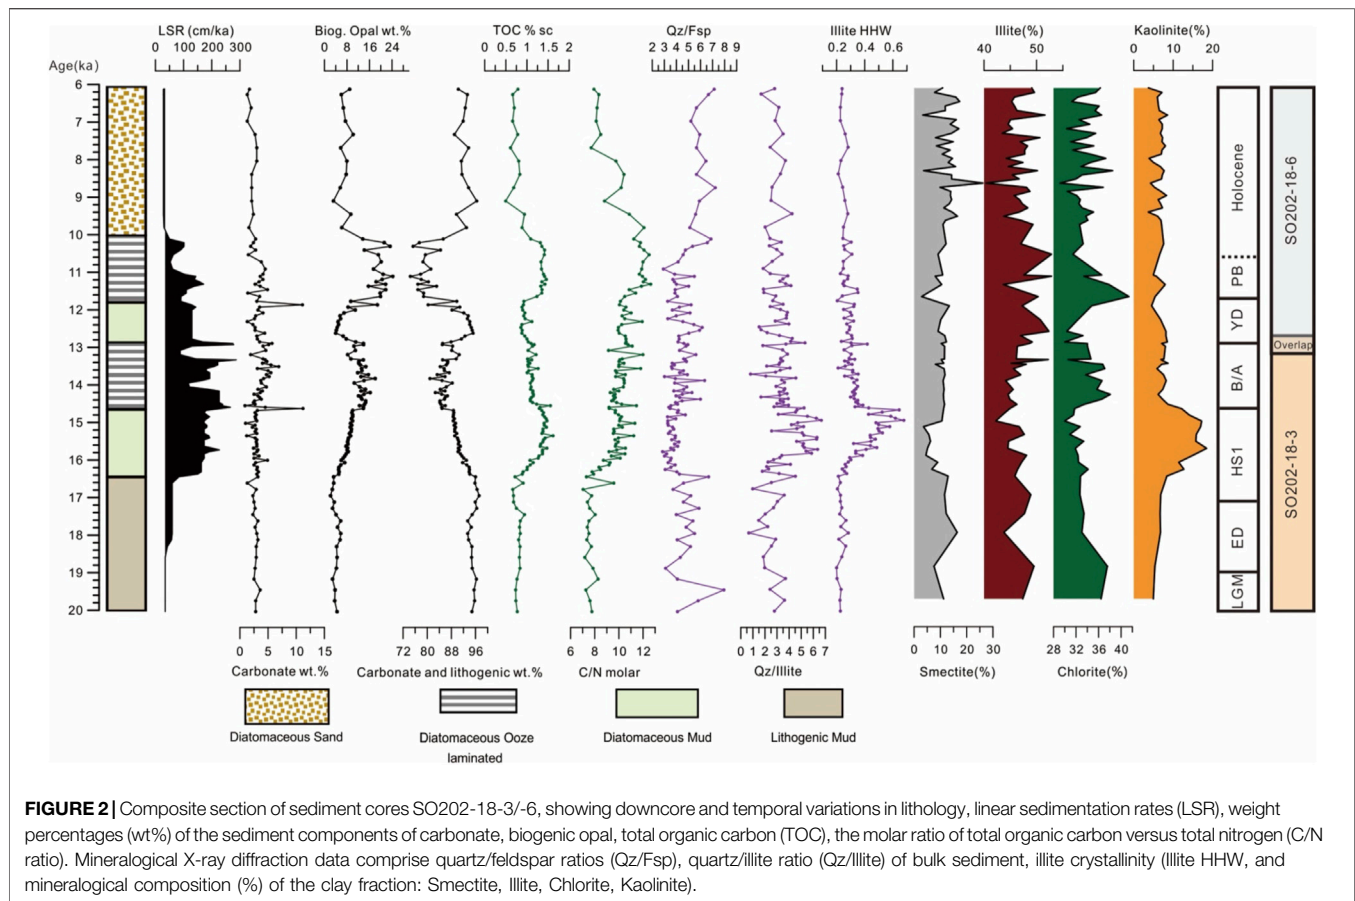 LSR (cm/ka) Biog. Opal wt.% TOC % sc Qz/Fsp Illite HHW Illite(%) Kaolinite(%)
0 100 200 300 0 8 16 24 0 0.5 1 1.5 2 2 3 4 5 6 7 8 9 0.2 0.4 0.6 40 50 0 10 20
Age(ka)
6
7
8
9
10
11
12
13
14
15
16
17
18
19
20
Holocene
PB
YD
B/A
HS1
ED
LGM
SO202-18-6
Overlap
SO202-18-3
0 5 10 15 72 80 88 96 6 8 10 12 0 1 2 3 4 5 6 7 0 10 20 30 28 32 36 40
Carbonate wt.% Carbonate and lithogenic wt.% C/N molar Qz/Illite Smectite(%) Chlorite(%)
Diatomaceous Sand Diatomaceous Ooze Diatomaceous Mud Lithogenic Mud
laminated
FIGURE 2 | Composite section of sediment cores SO202-18-3/-6, showing downcore and temporal variations in lithology, linear sedimentation rates (LSR), weight
percentages (wt%) of the sediment components of carbonate, biogenic opal, total organic carbon (TOC), the molar ratio of total organic carbon versus total nitrogen (C/N
ratio). Mineralogical X-ray diffraction data comprise quartz/feldspar ratios (Qz/Fsp), quartz/illite ratio (Qz/Illite) of bulk sediment, illite crystallinity (Illite HHW, and
mineralogical composition (%) of the clay fraction: Smectite, Illite, Chlorite, Kaolinite).